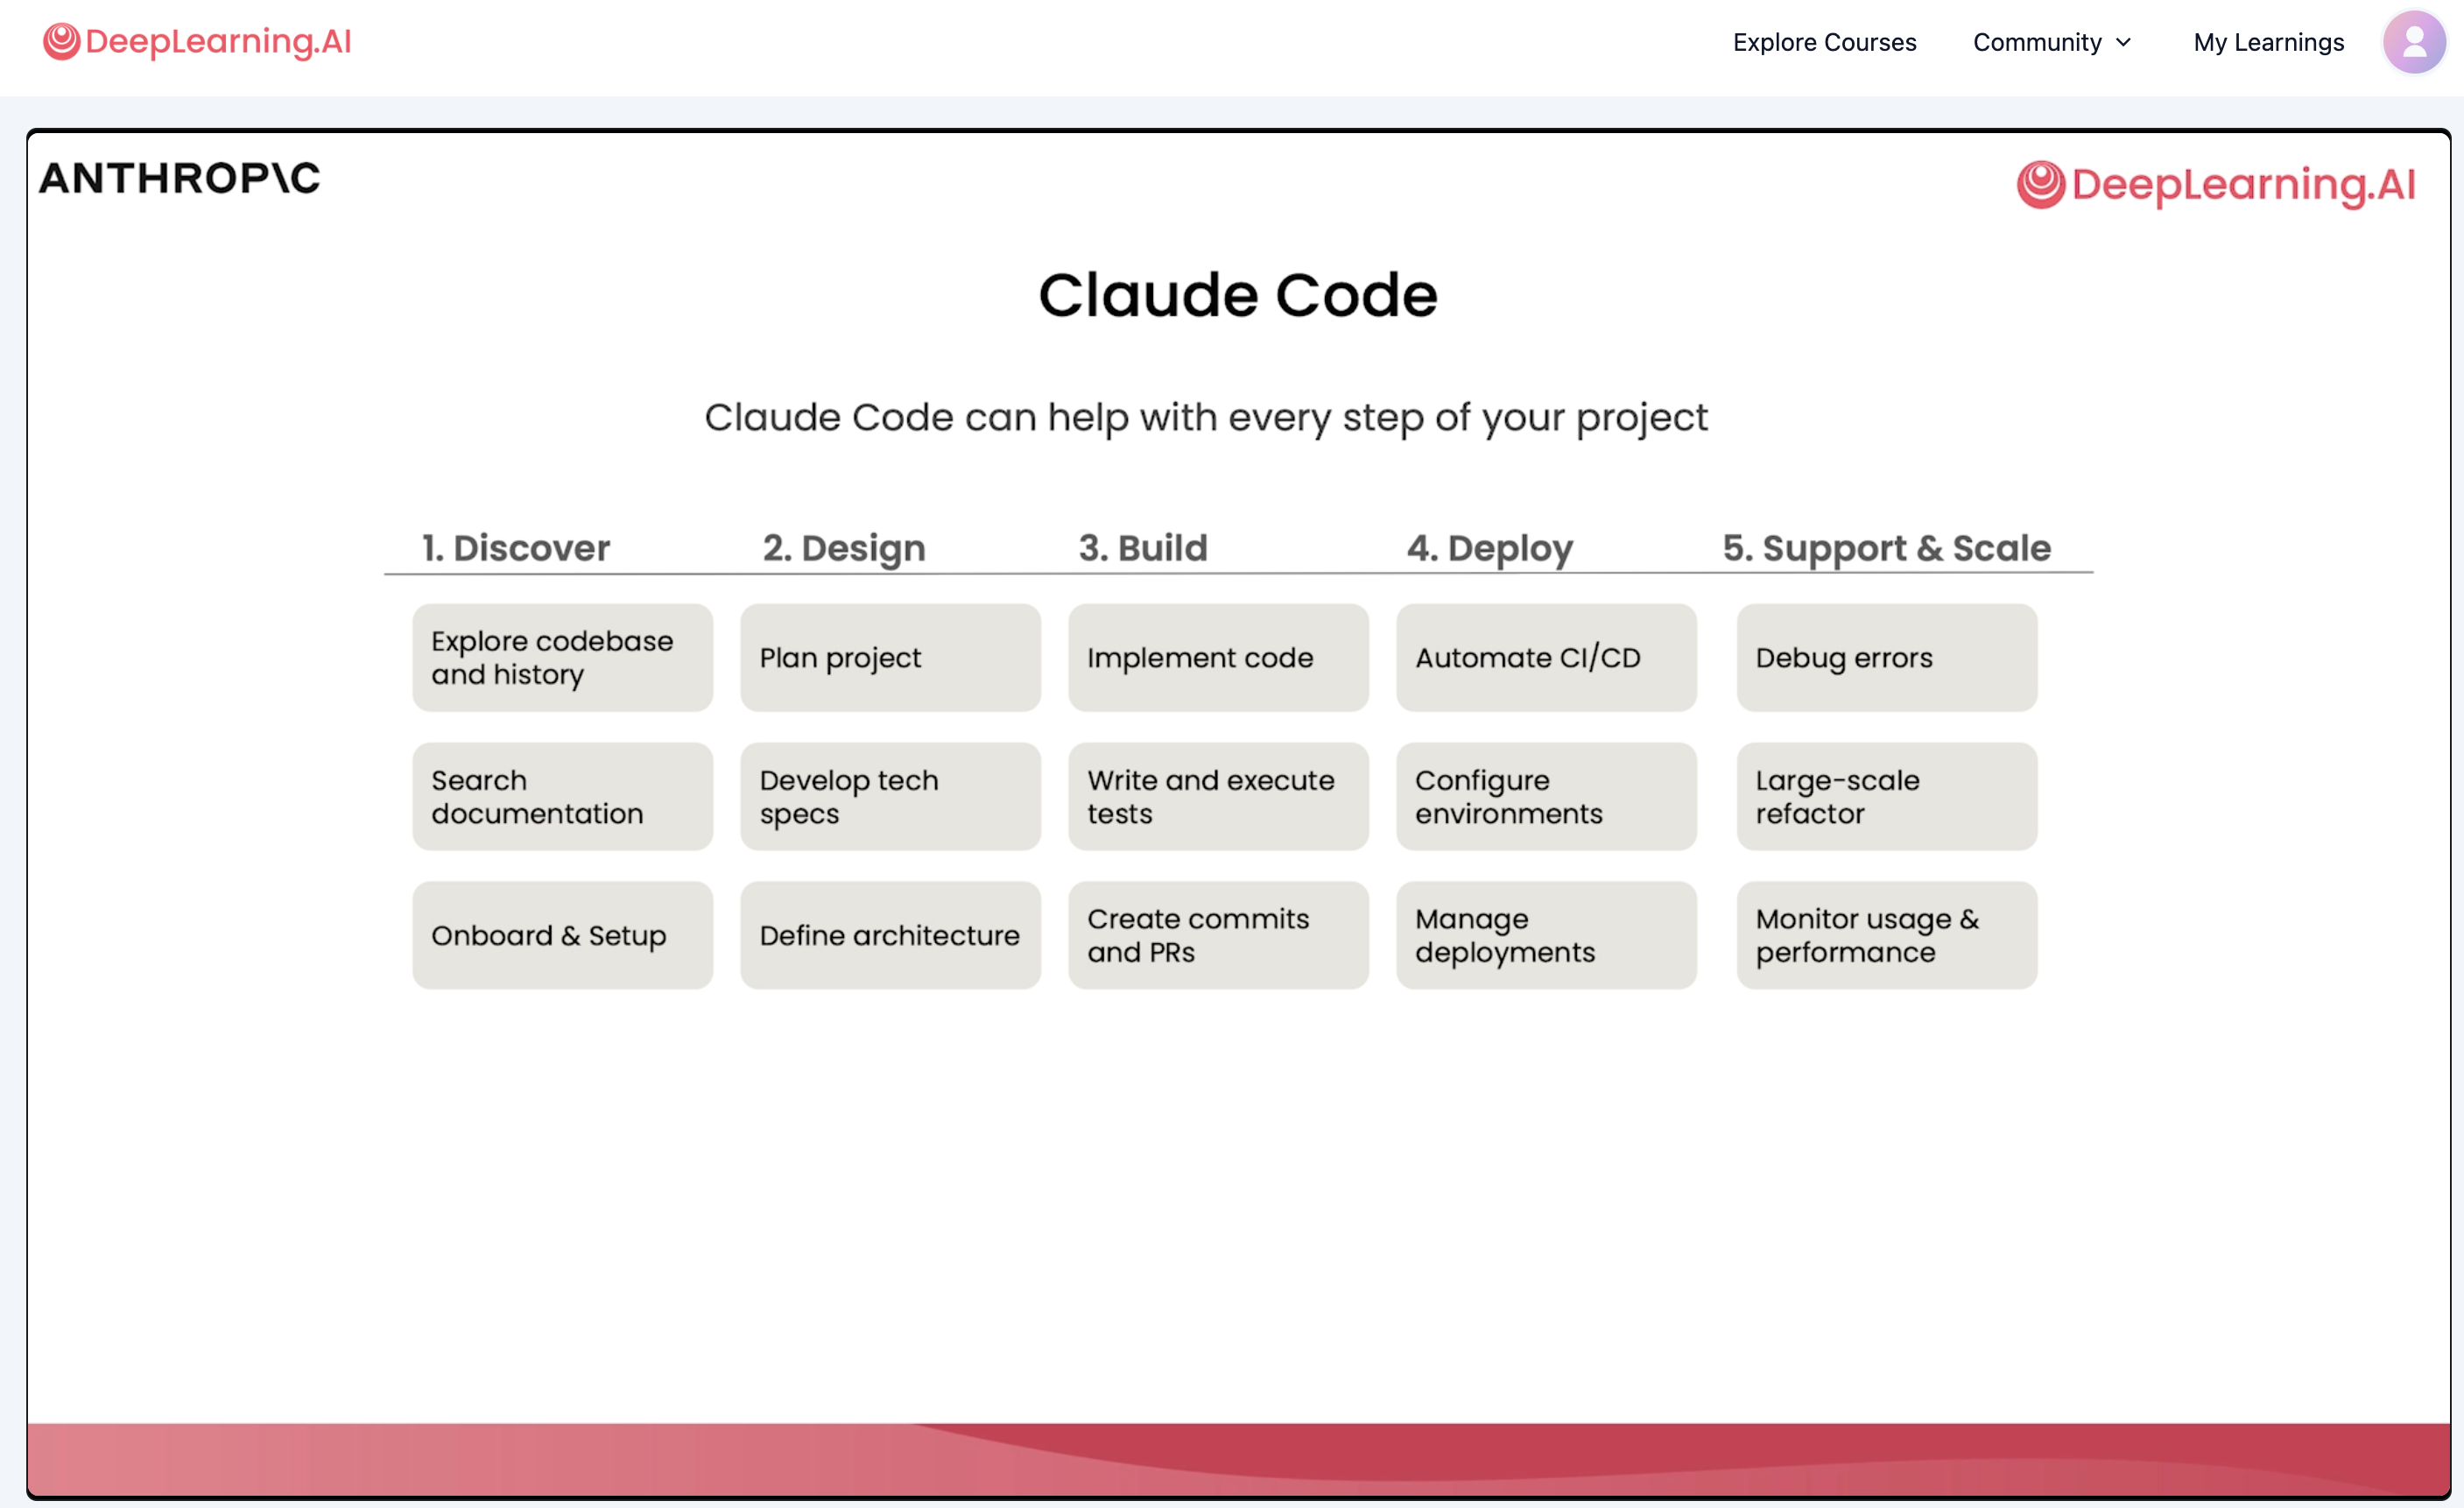 DeepLearning.AI
Explore Courses
Community
My Learnings
ANTHROP\C
DeepLearning.AI
Claude Code
Claude Code can help with every step of your project
1. Discover
2. Design
3. Build
4. Deploy
5. Support & Scale
Explore codebase
and history
Plan project
Implement code
Automate CI/CD
Debug errors
Search
documentation
Develop tech
specs
Write and execute
tests
Configure
environments
Large-scale
refactor
Onboard & Setup
Define architecture
Create commits
and PRs
Manage
deployments
Monitor usage &
performance